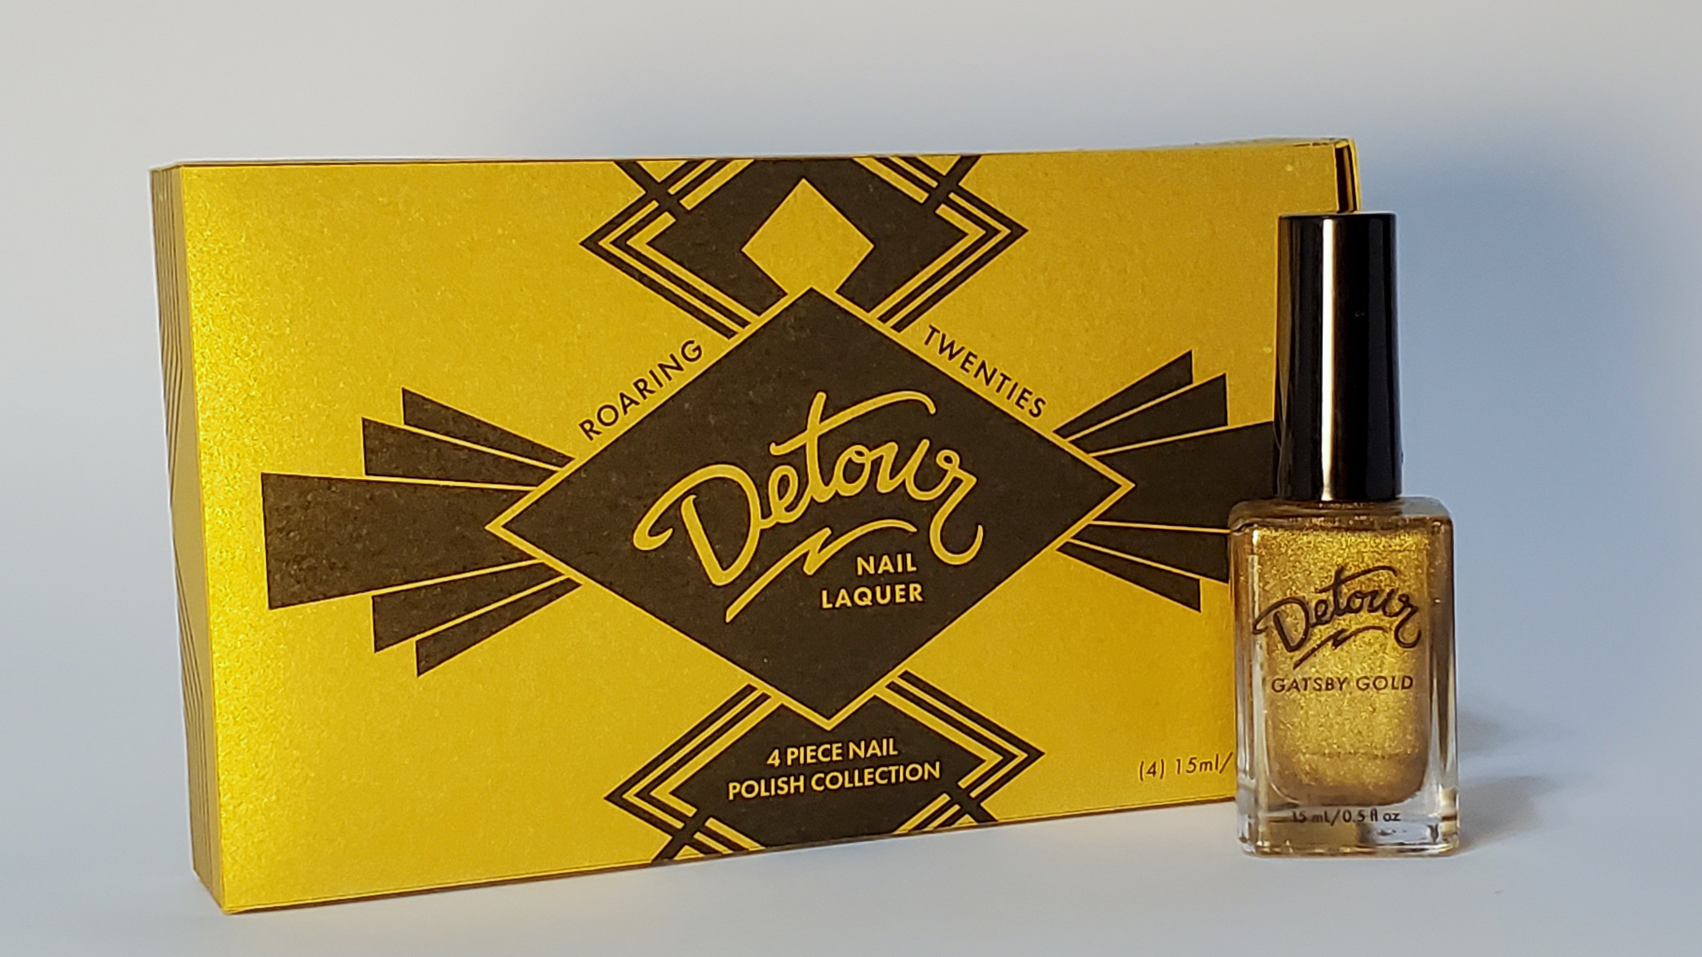 ROARING TWENTIES
Detour
NAIL
LAQUER
4 PIECE NAIL
POLISH COLLECTION
(4) 15ml/
Detour
GATSBY GOLD
15 mL/0.5 fl oz